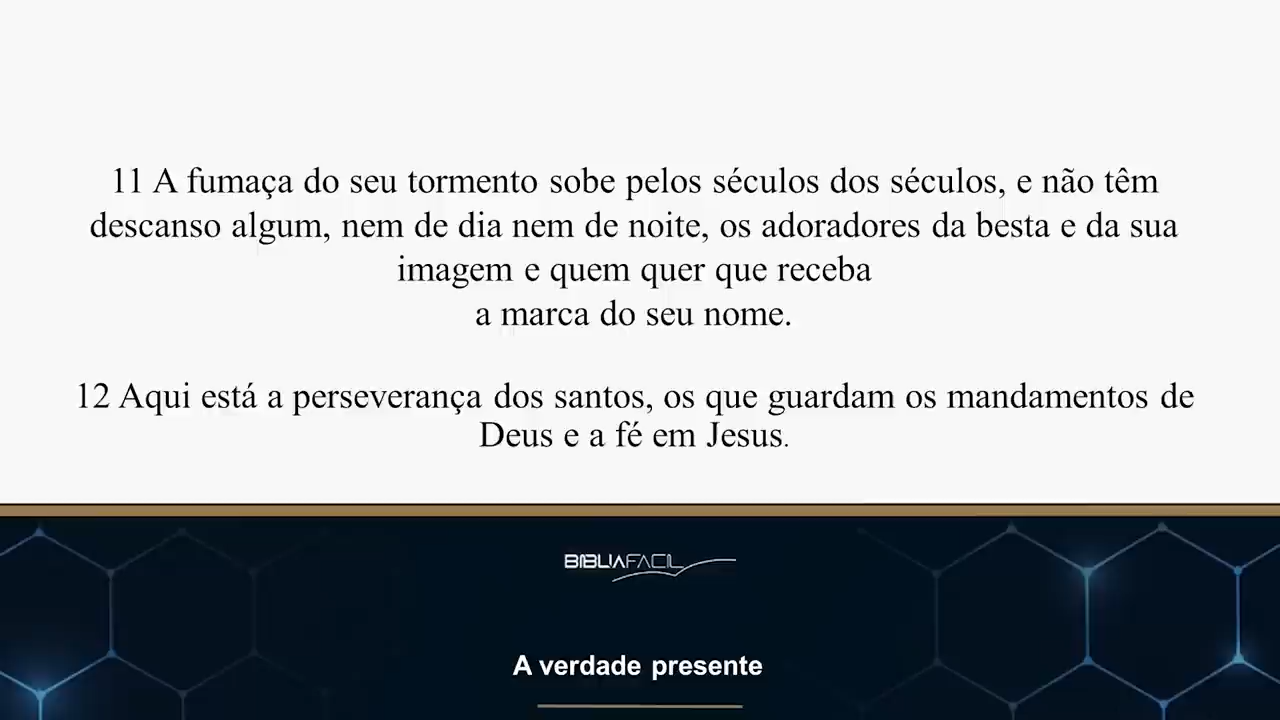 11 A fumaça do seu tormento sobe pelos séculos dos séculos, e não têm
descanso algum, nem de dia nem de noite, os adoradores da besta e da sua
imagem e quem quer que receba
a marca do seu nome.
12 Aqui está a perseverança dos santos, os que guardam os mandamentos de
Deus e a fé em Jesus.
BÍBLIAFACIL
A verdade presente